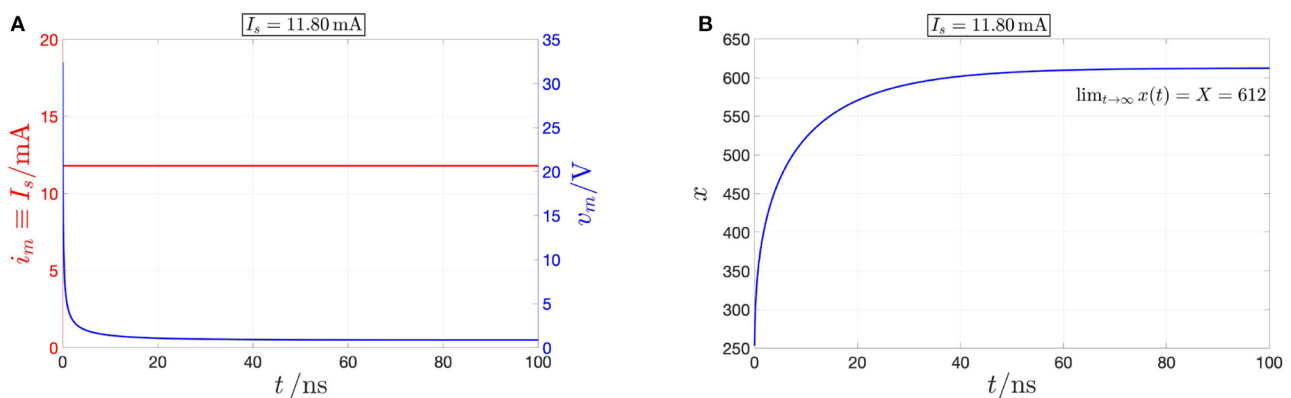 A
I_s = 11.80 mA
i_m ≡ I_s/mA
20
15
10
5
0
35
30
25
20
15
10
5
0
v_m/V
0 20 40 60 80 100
t /ns
B
I_s = 11.80 mA
x
650
600
550
500
450
400
350
300
250
lim_{t→∞} x(t) = X = 612
0 20 40 60 80 100
t/ns